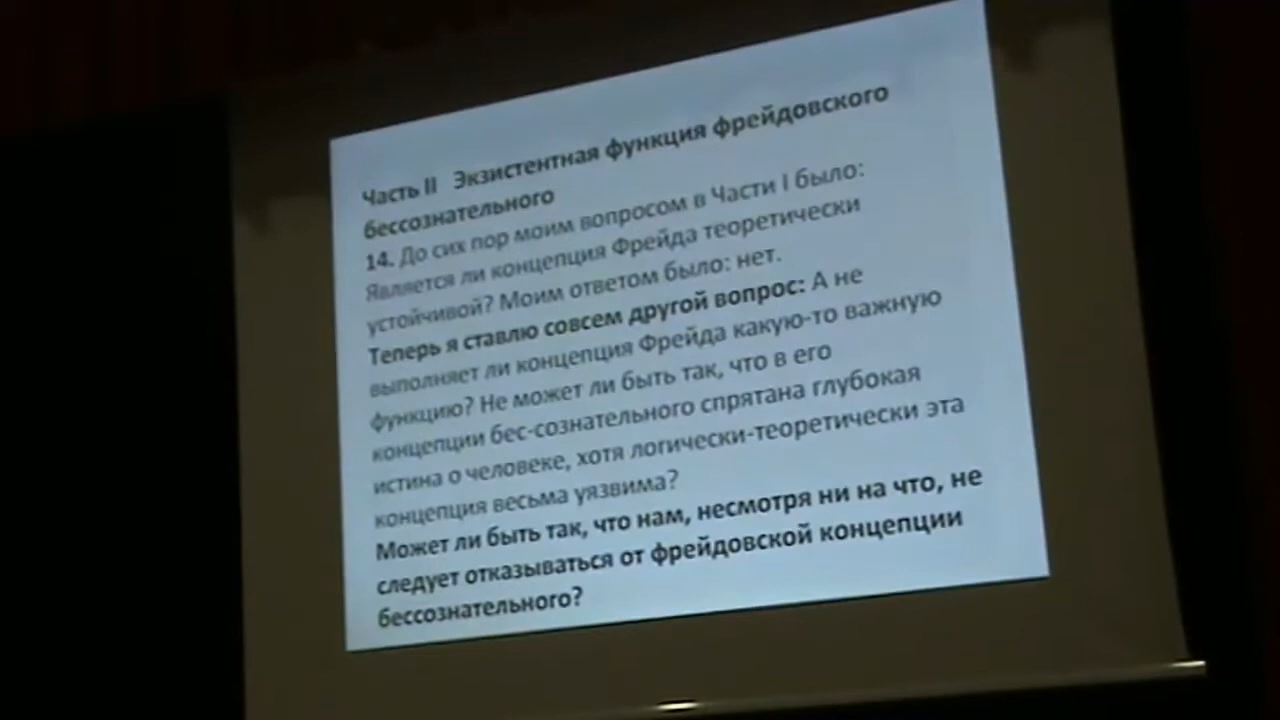 Часть II Экзистентная функция фрейдовского
бессознательного
14. До сих пор моим вопросом в Части I было:
Является ли концепция Фрейда теоретически
устойчивой? Моим ответом было: нет.
Теперь я ставлю совсем другой вопрос: А не
выполняет ли концепция Фрейда какую-то важную
функцию? Не может ли быть так, что в его
концепции бес-сознательного спрятана глубокая
истина о человеке, хотя логически-теоретически эта
концепция весьма уязвима?
Может ли быть так, что нам, несмотря ни на что, не
следует отказываться от фрейдовской концепции
бессознательного?